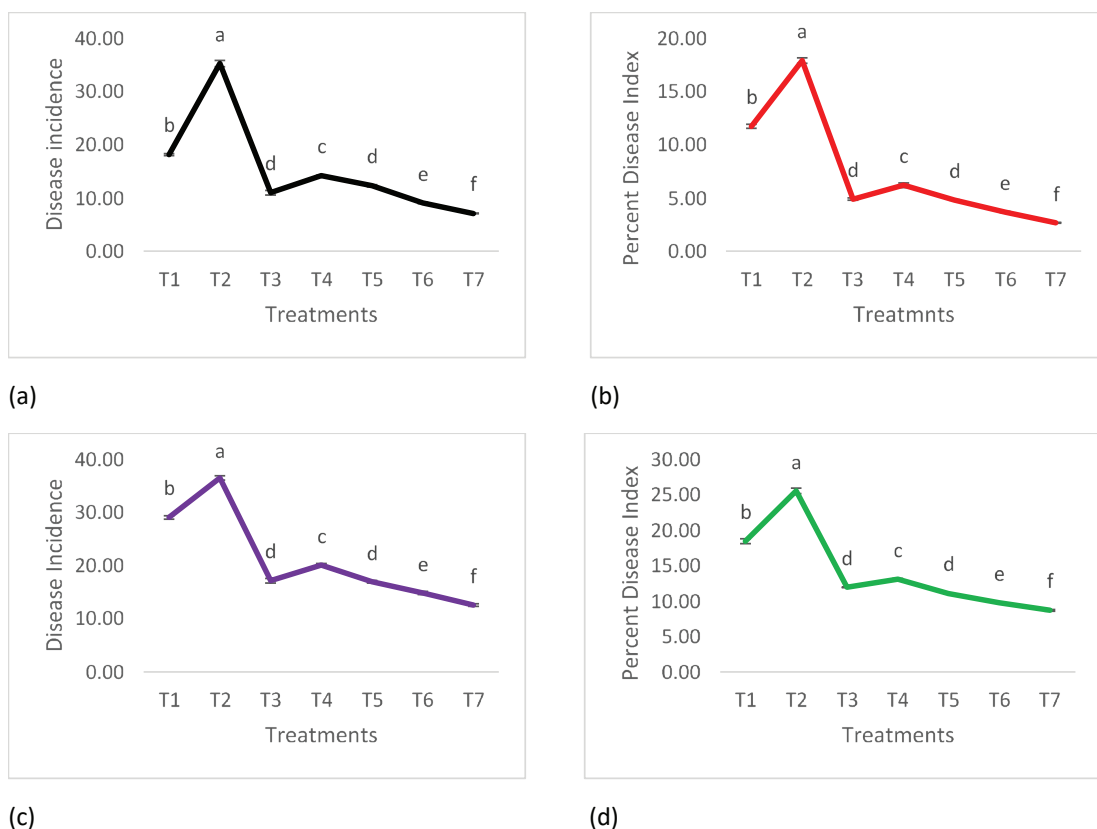 40.00
30.00
20.00
10.00
0.00
Disease incidence
b
a
d
c
d
e
f
T1 T2 T3 T4 T5 T6 T7
Treatments
(a)
20.00
15.00
10.00
5.00
0.00
Percent Disease Index
b
a
d
c
d
e
f
T1 T2 T3 T4 T5 T6 T7
Treatmnts
(b)
40.00
30.00
20.00
10.00
0.00
Disease Incidence
b
a
d
c
d
e
f
T1 T2 T3 T4 T5 T6 T7
Treatments
(c)
30.00
25.00
20.00
15.00
10.00
5.00
0.00
Percent Disease Index
b
a
d
c
d
e
f
T1 T2 T3 T4 T5 T6 T7
Treatments
(d)